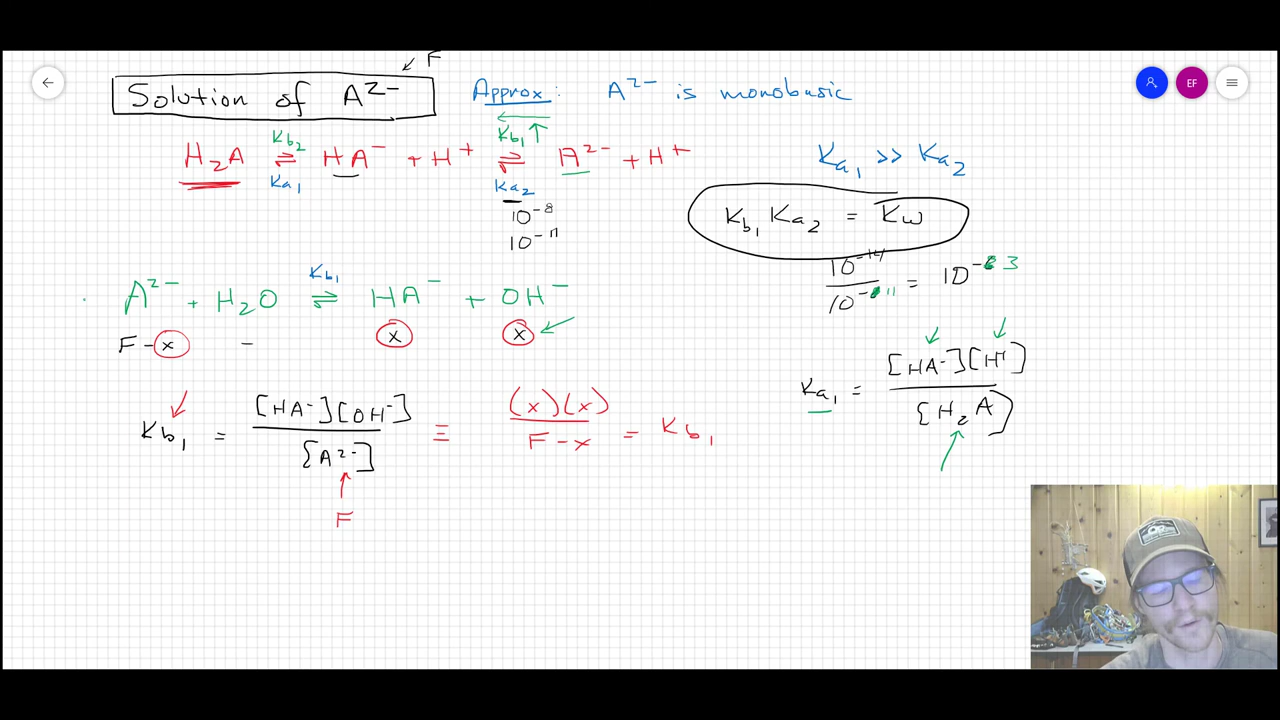 F
Solution of A²⁻
Approx: A²⁻ is monobasic
EF
Kb₂ Kb₁ ↑
H₂A ⇌ HA⁻ + H⁺ ⇌ A²⁻ + H⁺
Ka₁ Ka₂
Ka₁ >> Ka₂
10⁻⁸
10⁻¹¹
Kb₁ Ka₂ = Kw
10⁻¹⁴ / 10⁻¹¹ = 10⁻³
Kb₁
A²⁻ + H₂O ⇌ HA⁻ + OH⁻
F - x - x x
Ka₁ = [HA⁻][H⁺] / [H₂A]
Kb₁ = [HA⁻][OH⁻] / [A²⁻] ≡ (x)(x) / F - x = Kb₁
F